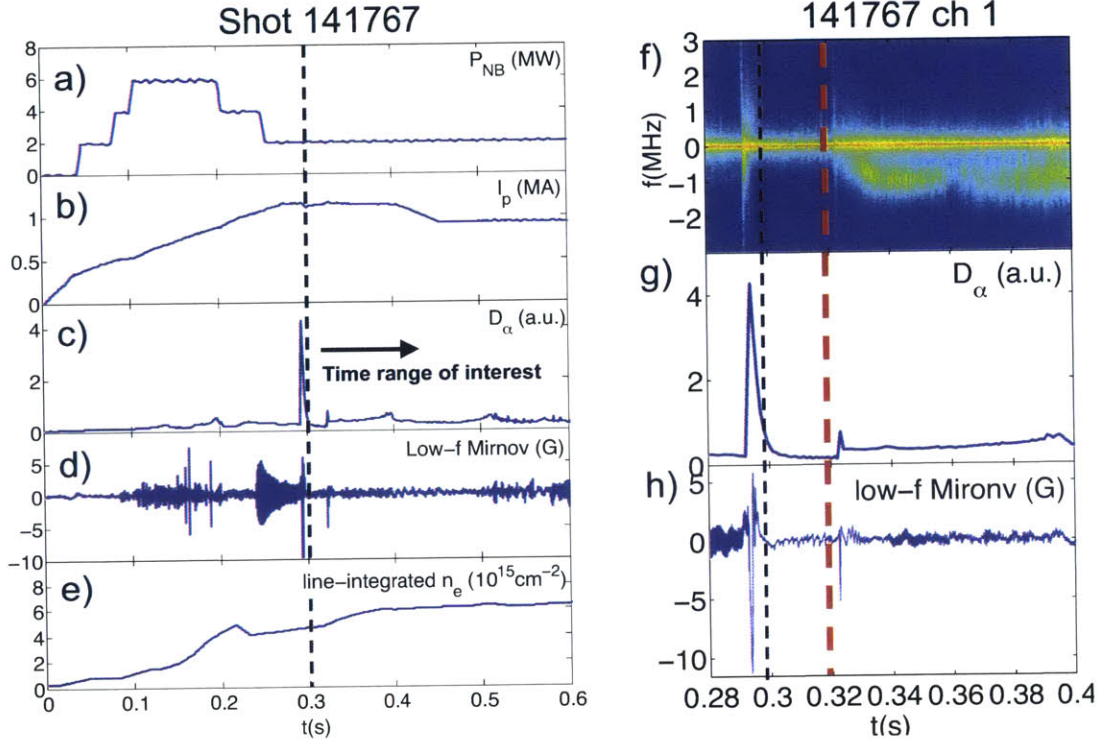 Shot 141767
a)
P_NB (MW)
8
6
4
2
0
b)
I_p (MA)
1
0.5
0
c)
D_α (a.u.)
4
2
0
Time range of interest
d)
Low-f Mirnov (G)
5
0
-5
-10
e)
line-integrated n_e (10^15 cm^-2)
8
6
4
2
0
0 0.1 0.2 0.3 0.4 0.5 0.6
t(s)
141767 ch 1
f)
3
2
1
0
-1
-2
f(MHz)
g)
D_α (a.u.)
4
2
0
h)
low-f Mironv (G)
5
0
-5
-10
0.28 0.3 0.32 0.34 0.36 0.38 0.4
t(s)